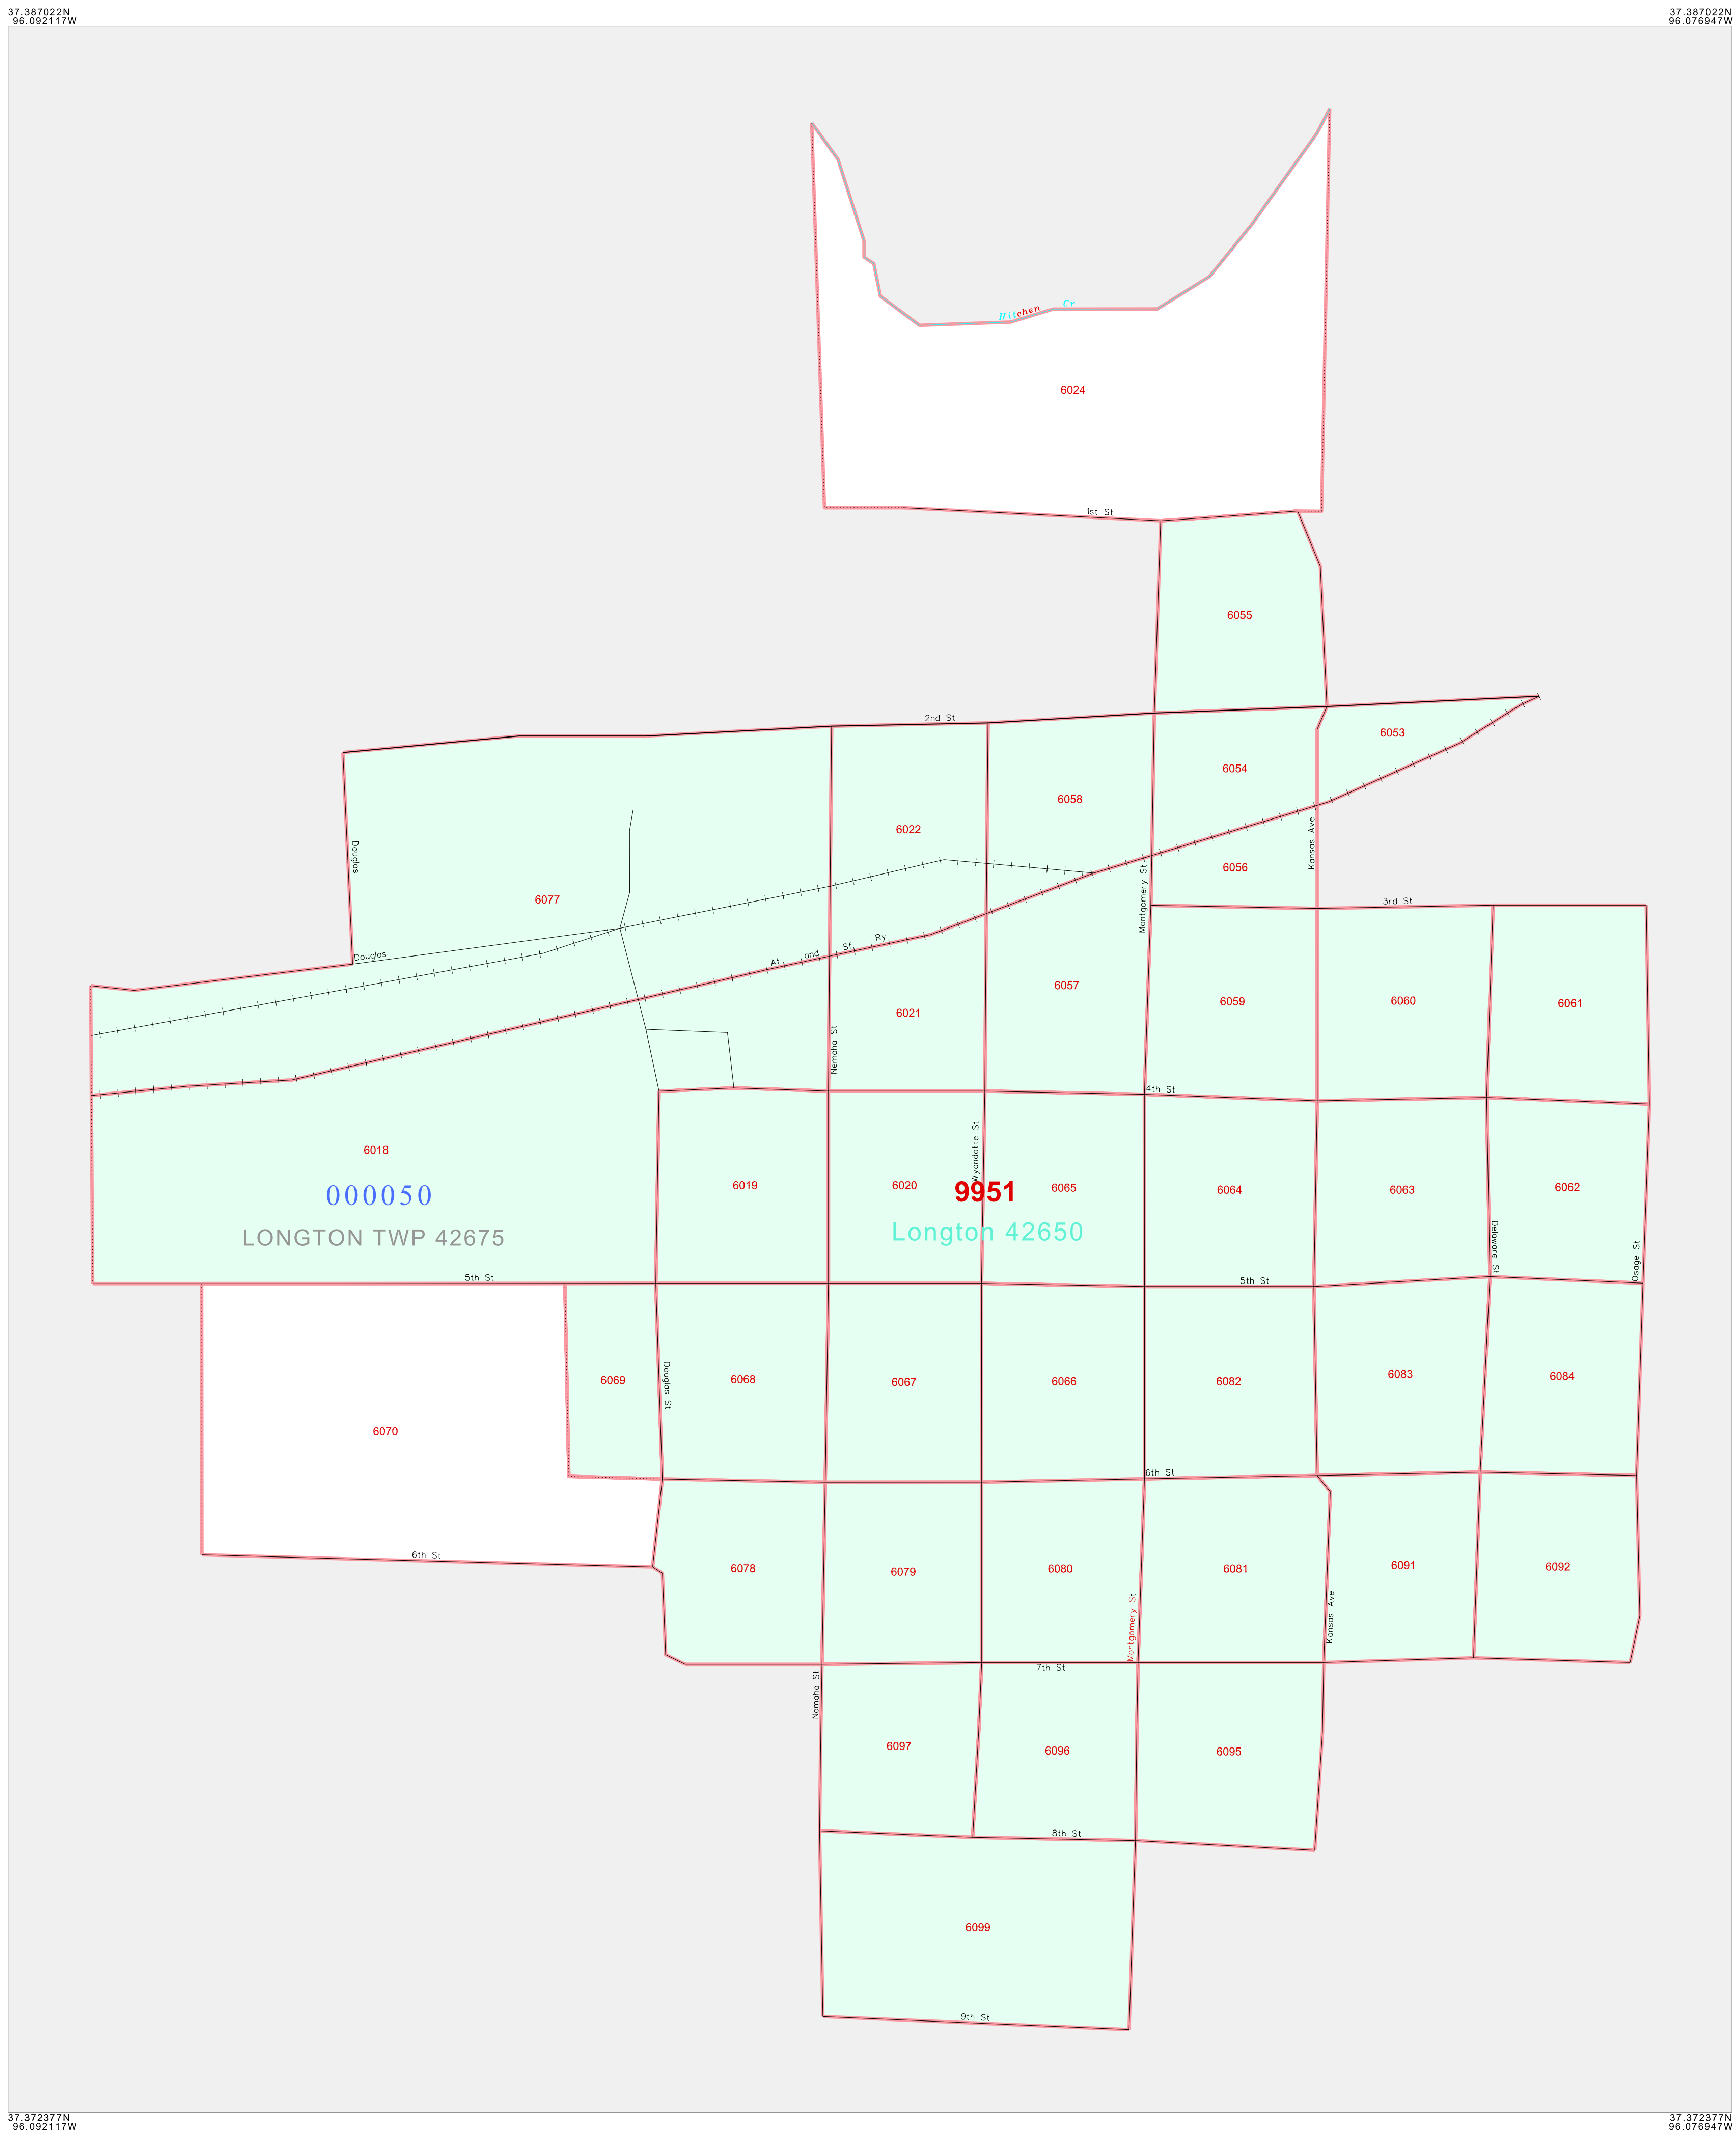 37.387022N
96.092117W
37.387022N
96.076947W
Hitchen Cr
6024
1st St
6055
2nd St
6053
6054
6058
6022
Kansas Ave
Douglas
6056
Montgomery St
6077
3rd St
Douglas
At and Sf Ry
6057
6059
6060
6061
6021
Nemaha St
4th St
Wyandotte St
6018
6019
6020
9951
6065
6064
6063
6062
000050
LONGTON TWP 42675
Longton 42650
Delaware St
Osage St
5th St
5th St
6069
6068
6067
6066
6082
6083
6084
Douglas St
6070
6th St
6th St
6078
6079
6080
6081
6091
6092
Montgomery St
Kansas Ave
7th St
Nemaha St
6097
6096
6095
8th St
6099
9th St
37.372377N
96.092117W
37.372377N
96.076947W